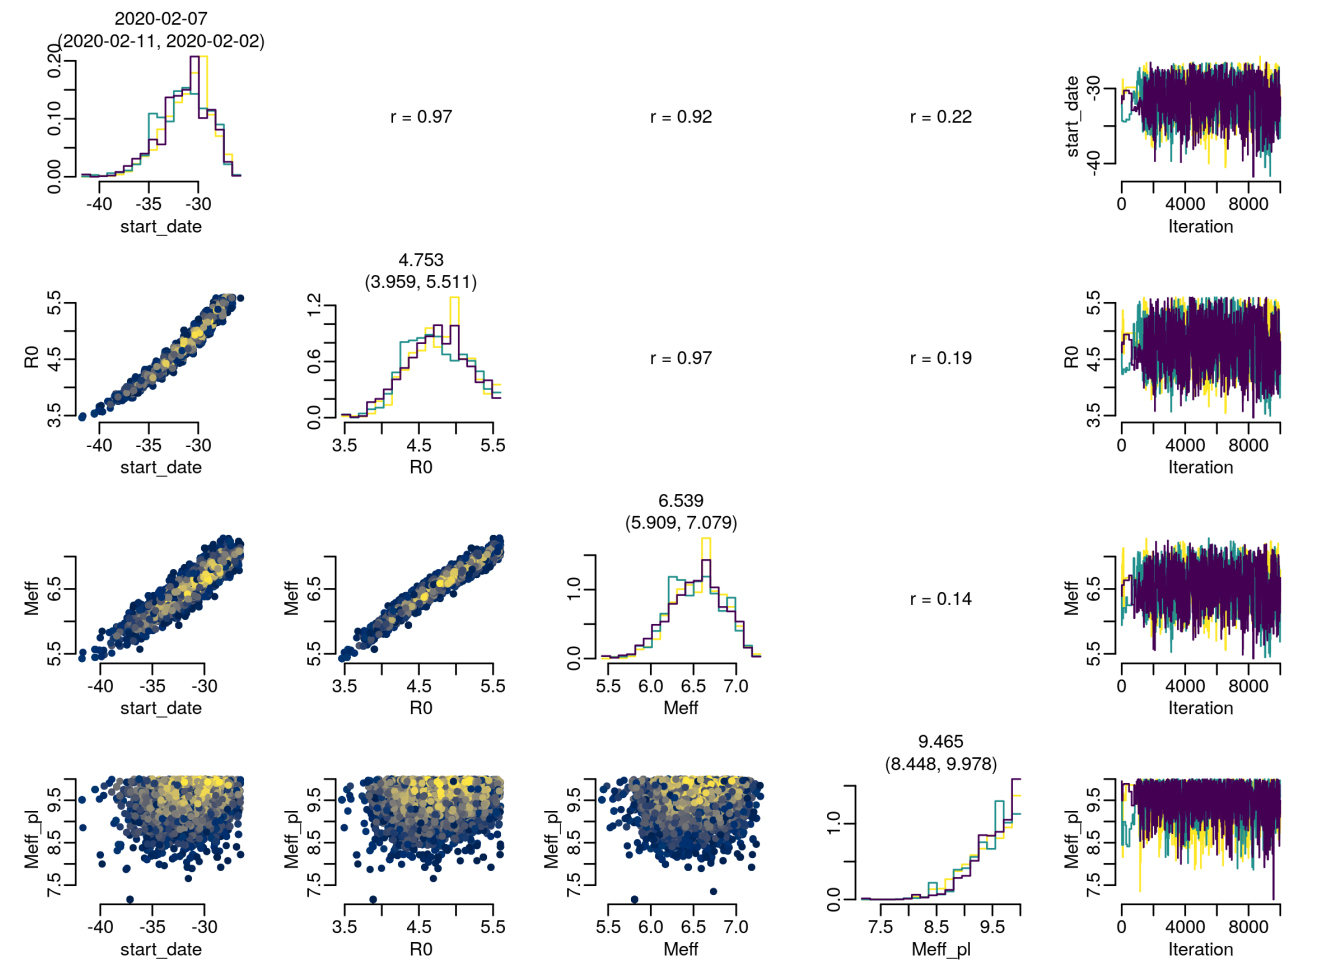 2020-02-07
(2020-02-11, 2020-02-02)
0.00 0.10 0.20
-40 -35 -30
start_date
r = 0.97
r = 0.92
r = 0.22
start_date
-40 -30
0 4000 8000
Iteration
R0
3.5 4.5 5.5
-40 -35 -30
start_date
4.753
(3.959, 5.511)
0.0 0.6 1.2
3.5 4.5 5.5
R0
r = 0.97
r = 0.19
R0
3.5 4.5 5.5
0 4000 8000
Iteration
Meff
5.5 6.5
-40 -35 -30
start_date
Meff
5.5 6.5
3.5 4.5 5.5
R0
6.539
(5.909, 7.079)
0.0 1.0
5.5 6.0 6.5 7.0
Meff
r = 0.14
Meff
5.5 6.5
0 4000 8000
Iteration
Meff_pl
7.5 8.5 9.5
-40 -35 -30
start_date
Meff_pl
7.5 8.5 9.5
3.5 4.5 5.5
R0
Meff_pl
7.5 8.5 9.5
5.5 6.0 6.5 7.0
Meff
9.465
(8.448, 9.978)
0.0 1.0
7.5 8.5 9.5
Meff_pl
Meff_pl
7.5 8.5 9.5
0 4000 8000
Iteration